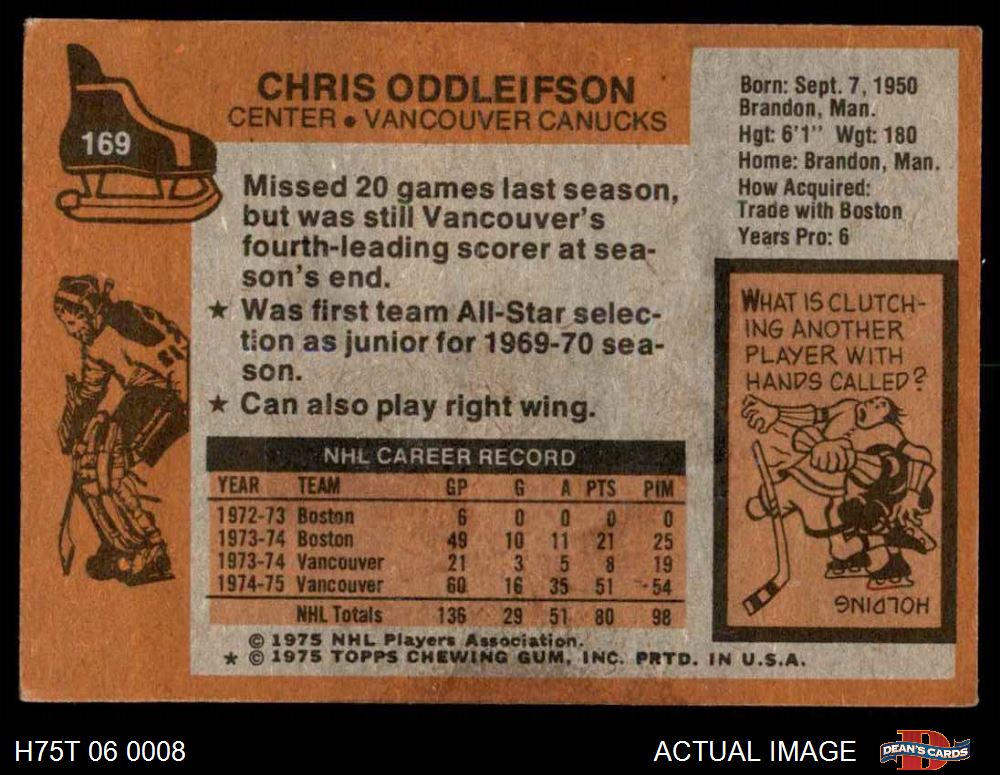 169
CHRIS ODDLEIFSON
CENTER • VANCOUVER CANUCKS
Born: Sept. 7, 1950
Brandon, Man.
Hgt: 6'1" Wgt: 180
Home: Brandon, Man.
How Acquired:
Trade with Boston
Years Pro: 6
Missed 20 games last season,
but was still Vancouver's
fourth-leading scorer at sea-
son's end.
★ Was first team All-Star selec-
tion as junior for 1969-70 sea-
son.
★ Can also play right wing.
WHAT IS CLUTCH-
ING ANOTHER
PLAYER WITH
HANDS CALLED?
HOLDING
NHL CAREER RECORD
YEAR TEAM GP G A PTS PIM
1972-73 Boston 6 0 0 0 0
1973-74 Boston 49 10 11 21 25
1973-74 Vancouver 21 3 5 8 19
1974-75 Vancouver 60 16 35 51 54
NHL Totals 136 29 51 80 98
© 1975 NHL Players Association.
★ © 1975 TOPPS CHEWING GUM, INC. PRTD. IN U.S.A.
H75T 06 0008
ACTUAL IMAGE
DEAN'S CARDS